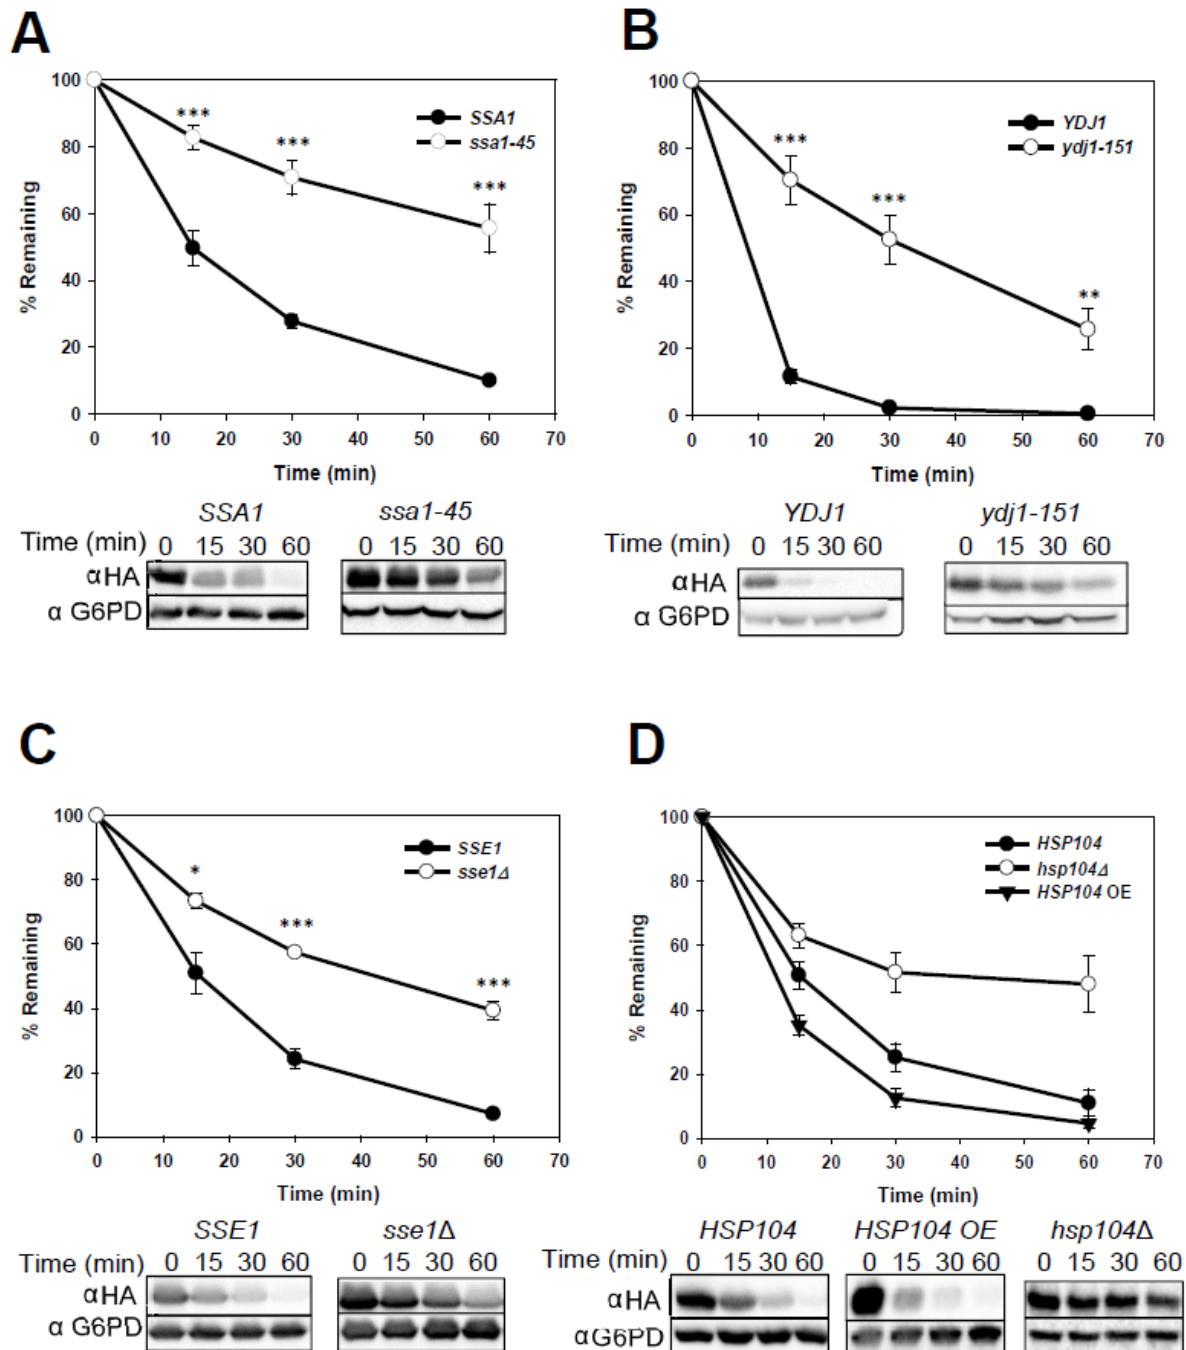 A
100
80
60
40
20
0
% Remaining
***
***
***
SSA1
ssa1-45
0 10 20 30 40 50 60 70
Time (min)
SSA1 ssa1-45
Time (min) 0 15 30 60 0 15 30 60
αHA
α G6PD
B
100
80
60
40
20
0
% Remaining
***
***
**
YDJ1
ydj1-151
0 10 20 30 40 50 60 70
Time (min)
YDJ1 ydj1-151
Time (min) 0 15 30 60 0 15 30 60
αHA
α G6PD
C
100
80
60
40
20
0
% Remaining
*
***
***
SSE1
sse1Δ
0 10 20 30 40 50 60 70
Time (min)
SSE1 sse1Δ
Time (min) 0 15 30 60 0 15 30 60
αHA
α G6PD
D
100
80
60
40
20
0
% Remaining
HSP104
hsp104Δ
HSP104 OE
0 10 20 30 40 50 60 70
Time (min)
HSP104 HSP104 OE hsp104Δ
Time (min) 0 15 30 60 0 15 30 60 0 15 30 60
αHA
αG6PD